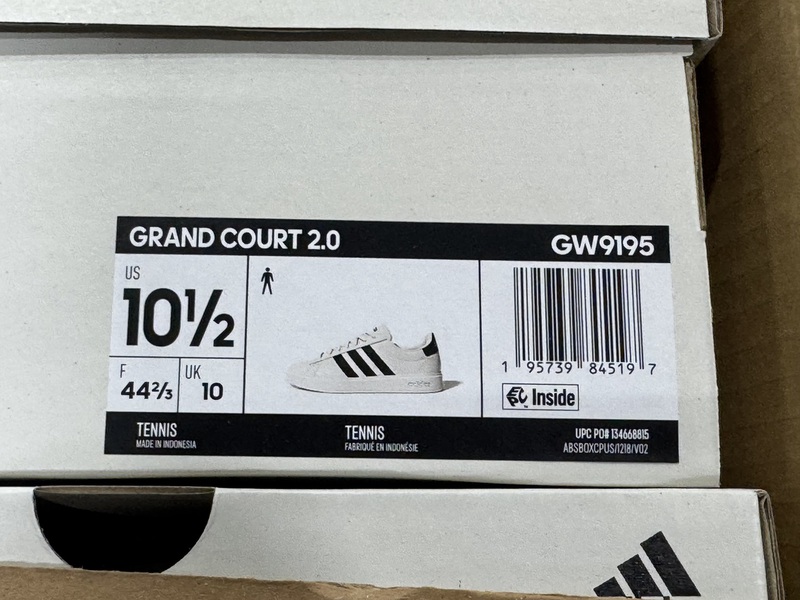 GRAND COURT 2.0 GW9195
US
10½
F
44⅔
UK
10
1 95739 84519 7
EPC Inside
TENNIS
MADE IN INDONESIA
TENNIS
FABRIQUÉ EN INDONÉSIE
UPC PO# 134668815
ABSBOXCPUS/1218/V02